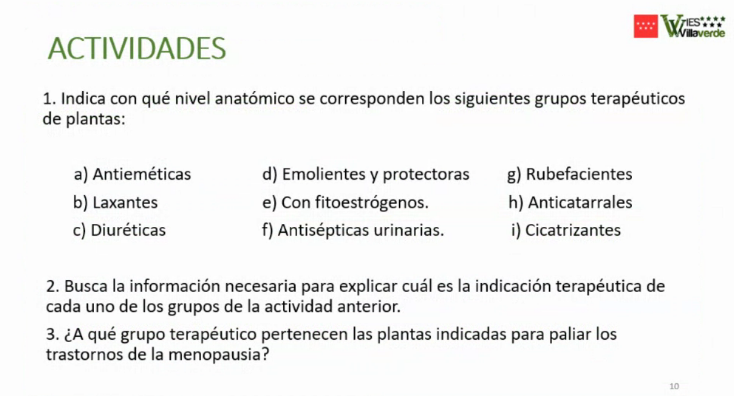 IES
Villaverde
ACTIVIDADES
1. Indica con qué nivel anatómico se corresponden los siguientes grupos terapéuticos
de plantas:
a) Antieméticas
d) Emolientes y protectoras
g) Rubefacientes
b) Laxantes
e) Con fitoestrógenos.
h) Anticatarrales
c) Diuréticas
f) Antisépticas urinarias.
i) Cicatrizantes
2. Busca la información necesaria para explicar cuál es la indicación terapéutica de
cada uno de los grupos de la actividad anterior.
3. ¿A qué grupo terapéutico pertenecen las plantas indicadas para paliar los
trastornos de la menopausia?
10